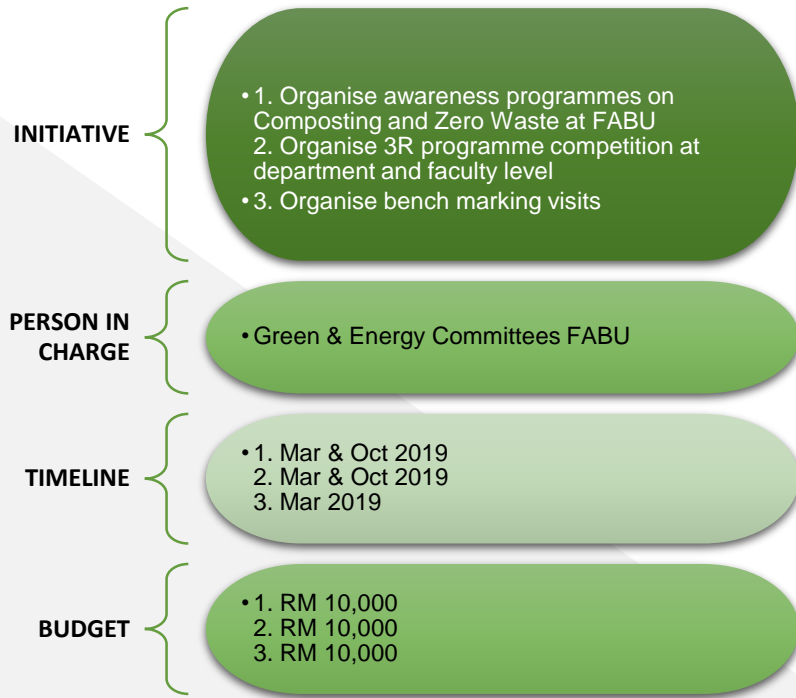 INITIATIVE
• 1. Organise awareness programmes on
Composting and Zero Waste at FABU
2. Organise 3R programme competition at
department and faculty level
• 3. Organise bench marking visits
PERSON IN
CHARGE
• Green & Energy Committees FABU
TIMELINE
• 1. Mar & Oct 2019
2. Mar & Oct 2019
3. Mar 2019
BUDGET
• 1. RM 10,000
2. RM 10,000
3. RM 10,000